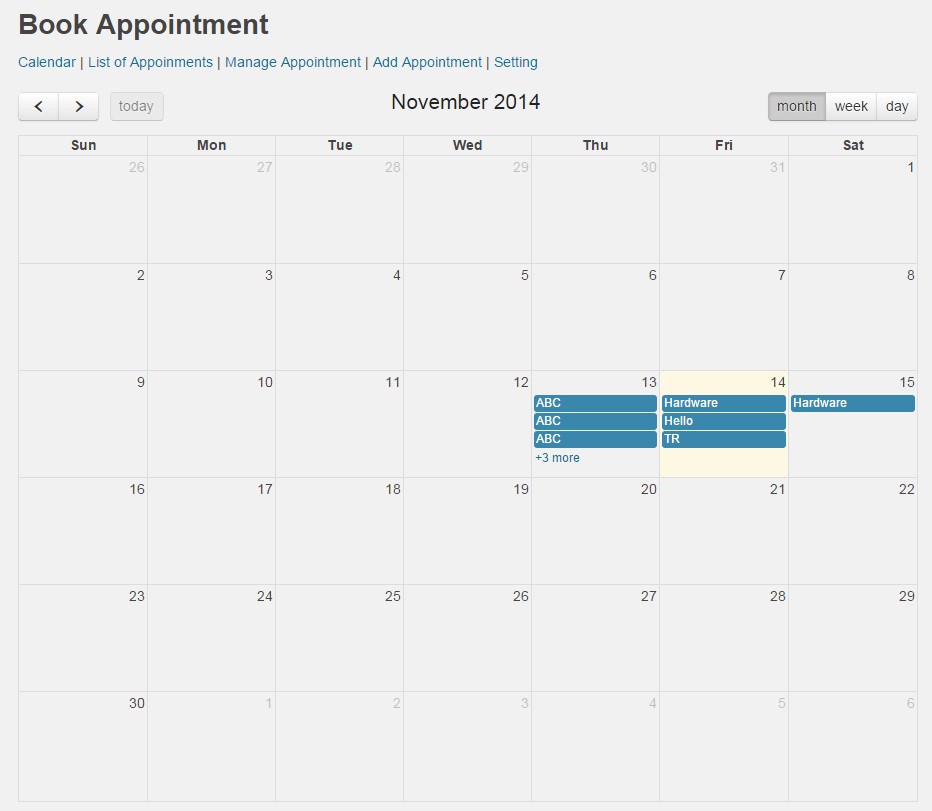 Book Appointment
Calendar | List of Appoinments | Manage Appointment | Add Appointment | Setting
today November 2014 month week day
Sun Mon Tue Wed Thu Fri Sat
26 27 28 29 30 31 1
2 3 4 5 6 7 8
9 10 11 12 13 14 15
ABC Hardware Hardware
ABC Hello
ABC TR
+3 more
16 17 18 19 20 21 22
23 24 25 26 27 28 29
30 1 2 3 4 5 6